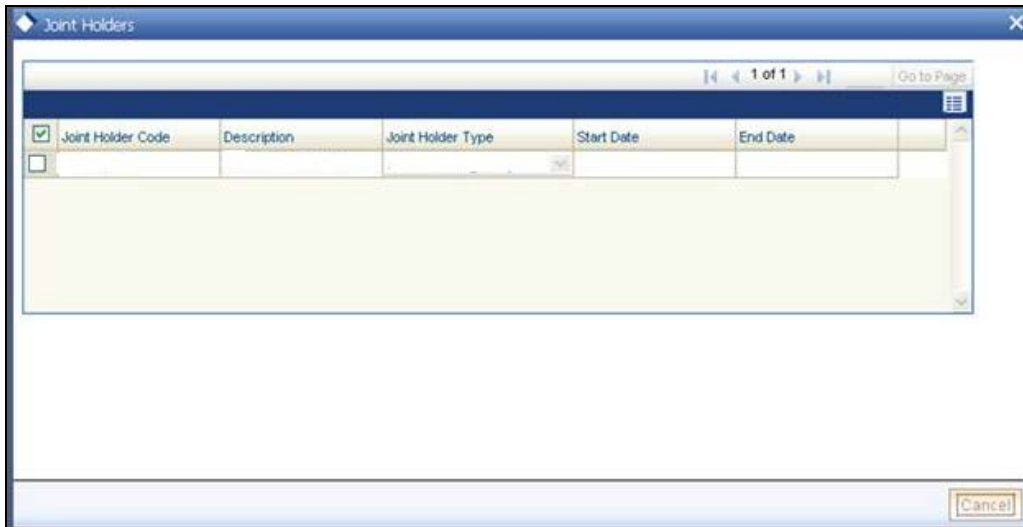 Joint Holders
1 of 1 Go to Page
Joint Holder Code Description Joint Holder Type Start Date End Date
Cancel